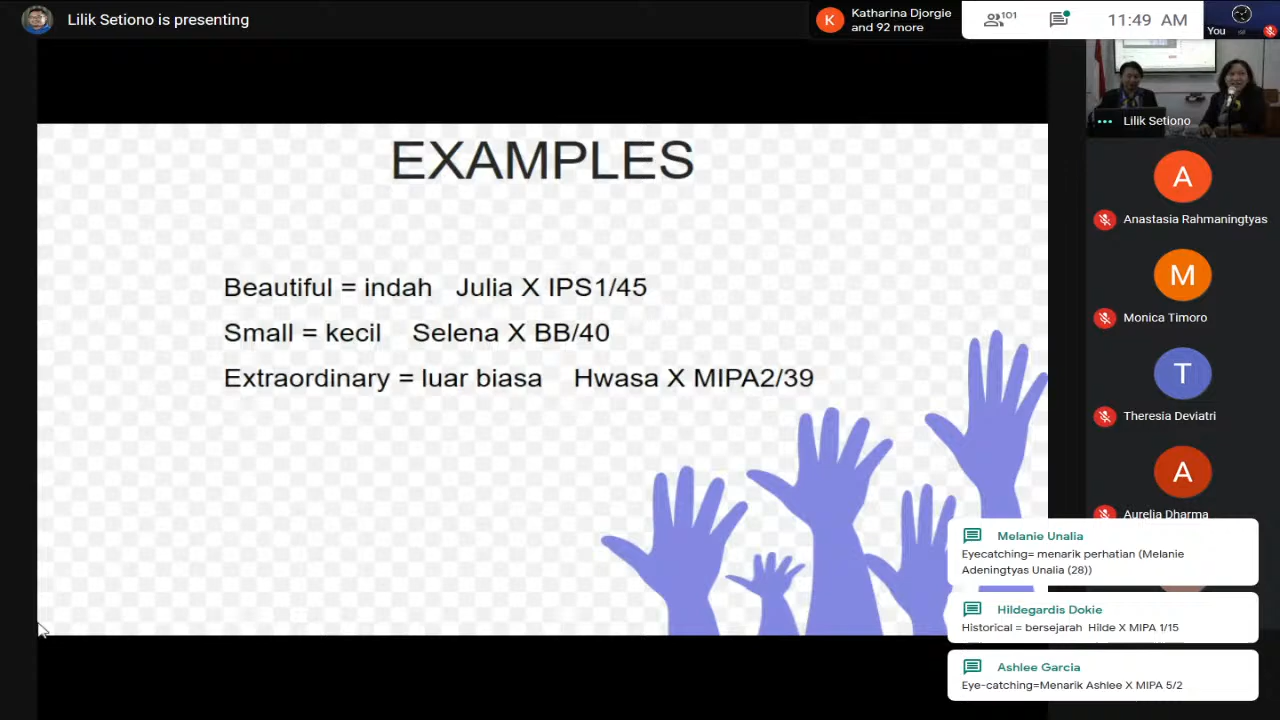 Lilik Setiono is presenting
K
Katharina Djorgie
and 92 more
101
11:49 AM
You
EXAMPLES
Beautiful = indah Julia X IPS1/45
Small = kecil Selena X BB/40
Extraordinary = luar biasa Hwasa X MIPA2/39
Lilik Setiono
A
Anastasia Rahmaningtyas
M
Monica Timoro
T
Theresia Deviatri
A
Aurelia Dharma
Melanie Unalia
Eyecatching= menarik perhatian (Melanie
Adeningtyas Unalia (28))
Hildegardis Dokie
Historical = bersejarah Hilde X MIPA 1/15
Ashlee Garcia
Eye-catching=Menarik Ashlee X MIPA 5/2